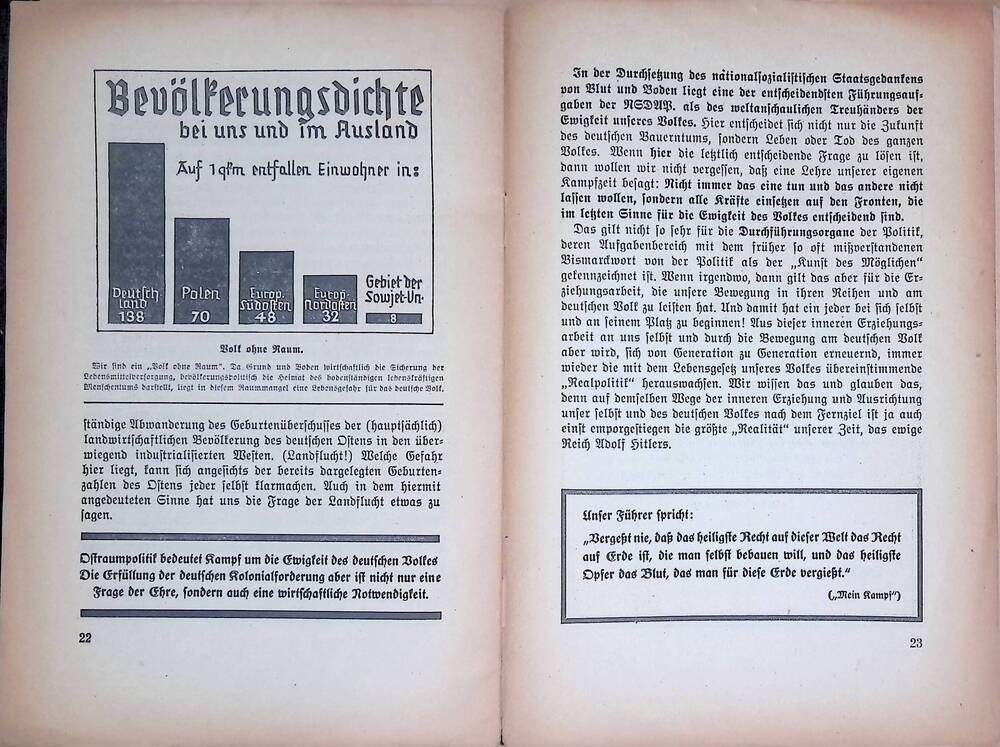 Bevölkerungsdichte
bei uns und im Ausland
Auf 1 qkm entfallen Einwohner in:
Deutsch
land
138
Polen
70
Europ.
Südosten
48
Europ.
Nordosten
32
Gebiet der
Sowjet-Un.
8
Volk ohne Raum.
Wir sind ein „Volk ohne Raum“. Da Grund und Boden wirtschaftlich die Sicherung der
Lebensmittelversorgung, bevölkerungspolitisch die Heimat des bodenständigen lebenskräftigen
Menschentums darstellt, liegt in diesem Raummangel eine Lebensgefahr für das deutsche Volk.
ständige Abwanderung des Geburtenüberschusses der (hauptsächlich)
landwirtschaftlichen Bevölkerung des deutschen Ostens in den über-
wiegend industrialisierten Westen. (Landflucht!) Welche Gefahr
hier liegt, kann sich angesichts der bereits dargelegten Geburten-
zahlen des Ostens jeder selbst klarmachen. Auch in dem hiermit
angedeuteten Sinne hat uns die Frage der Landflucht etwas zu
sagen.
Ostraumpolitik bedeutet Kampf um die Ewigkeit des deutschen Volkes
Die Erfüllung der deutschen Kolonialforderung aber ist nicht nur eine
Frage der Ehre, sondern auch eine wirtschaftliche Notwendigkeit.
22
In der Durchsetzung des nationalsozialistischen Staatsgedankens
von Blut und Boden liegt eine der entscheidendsten Führungsauf-
gaben der NSDAP. als des weltanschaulichen Treuhänders der
Ewigkeit unseres Volkes. Hier entscheidet sich nicht nur die Zukunft
des deutschen Bauerntums, sondern Leben oder Tod des ganzen
Volkes. Wenn hier die letztlich entscheidende Frage zu lösen ist,
dann wollen wir nicht vergessen, daß eine Lehre unserer eigenen
Kampfzeit besagt: Nicht immer das eine tun und das andere nicht
lassen wollen, sondern alle Kräfte einsetzen auf den Fronten, die
im letzten Sinne für die Ewigkeit des Volkes entscheidend sind.
Das gilt nicht so sehr für die Durchführungsorgane der Politik,
deren Aufgabenbereich mit dem früher so oft mißverstandenen
Bismarckwort von der Politik als der „Kunst des Möglichen“
gekennzeichnet ist. Wenn irgendwo, dann gilt das aber für die Er-
ziehungsarbeit, die unsere Bewegung in ihren Reihen und am
deutschen Volk zu leisten hat. Und damit hat ein jeder bei sich selbst
und an seinem Platz zu beginnen! Aus dieser inneren Erziehungs-
arbeit an uns selbst und durch die Bewegung am deutschen Volk
aber wird, sich von Generation zu Generation erneuernd, immer
wieder die mit dem Lebensgesetz unseres Volkes übereinstimmende
„Realpolitik“ herauswachsen. Wir wissen das und glauben das,
denn auf demselben Wege der inneren Erziehung und Ausrichtung
unser selbst und des deutschen Volkes nach dem Fernziel ist ja auch
einst emporgestiegen die größte „Realität“ unserer Zeit, das ewige
Reich Adolf Hitlers.
Unser Führer spricht:
„Vergeßt nie, daß das heiligste Recht auf dieser Welt das Recht
auf Erde ist, die man selbst bebauen will, und das heiligste
Opfer das Blut, das man für diese Erde vergießt.“
(„Mein Kampf“)
23